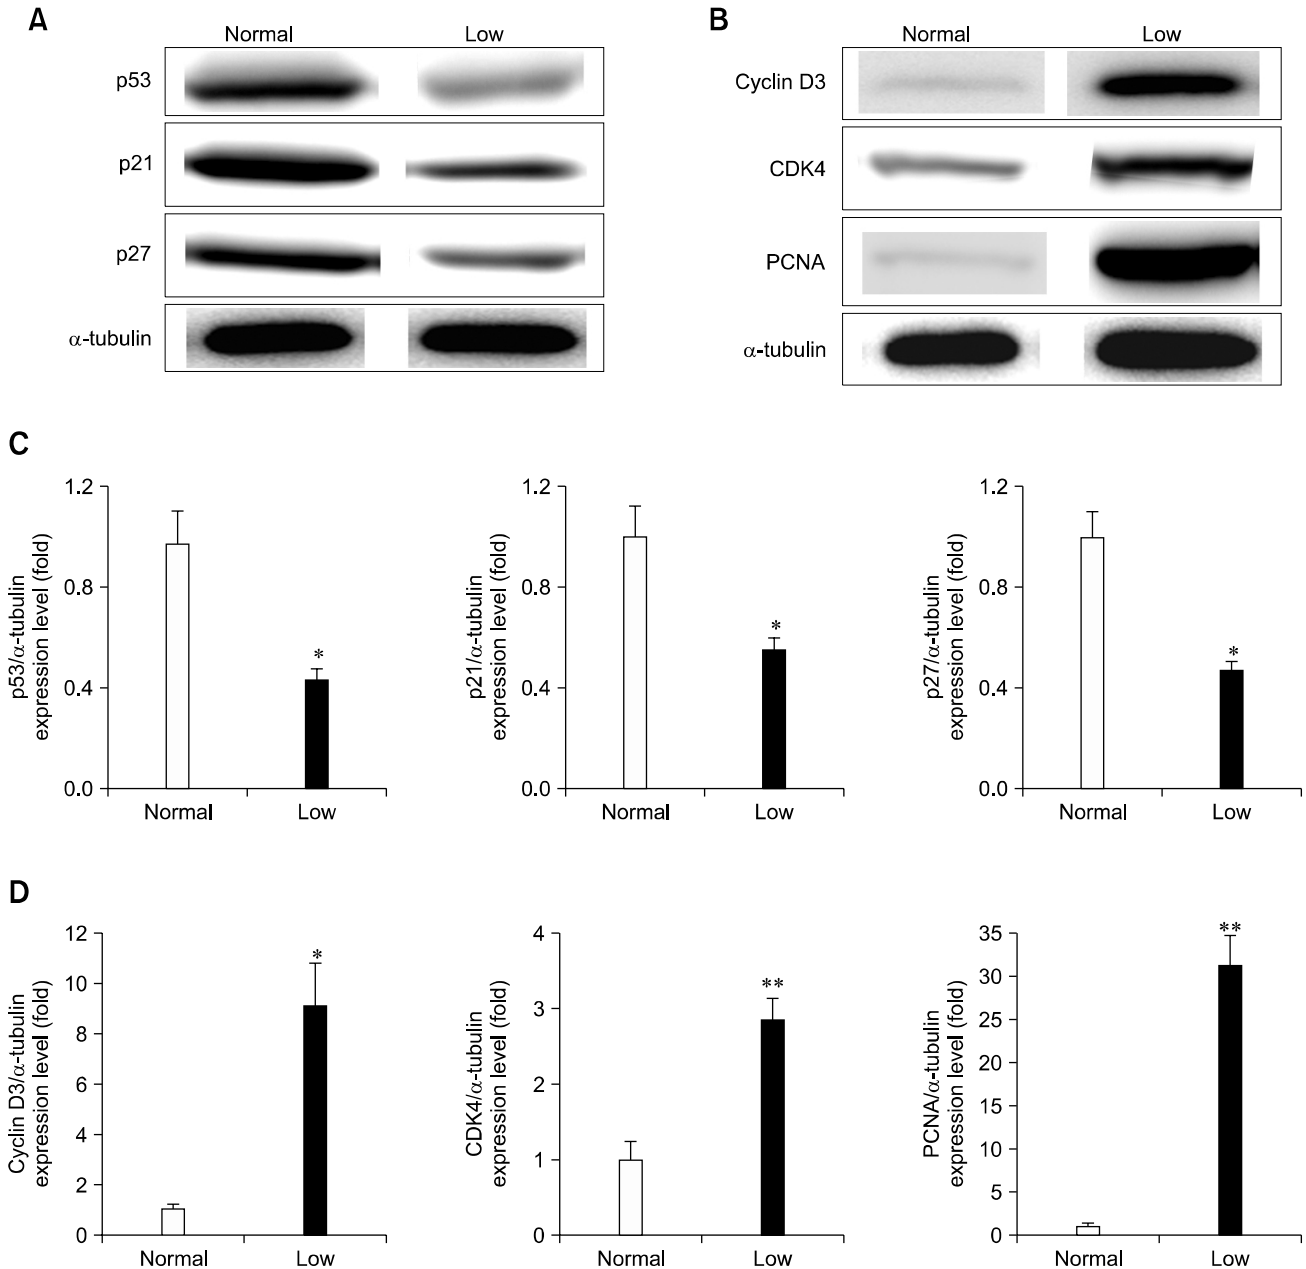 A
Normal Low
p53
p21
p27
α-tubulin
B
Normal Low
Cyclin D3
CDK4
PCNA
α-tubulin
C
p53/α-tubulin
expression level (fold)
1.2
0.8
0.4
0.0
*
Normal Low
p21/α-tubulin
expression level (fold)
1.2
0.8
0.4
0.0
*
Normal Low
p27/α-tubulin
expression level (fold)
1.2
0.8
0.4
0.0
*
Normal Low
D
Cyclin D3/α-tubulin
expression level (fold)
12
10
8
6
4
2
0
*
Normal Low
CDK4/α-tubulin
expression level (fold)
4
3
2
1
0
**
Normal Low
PCNA/α-tubulin
expression level (fold)
35
30
25
20
15
10
5
0
**
Normal Low